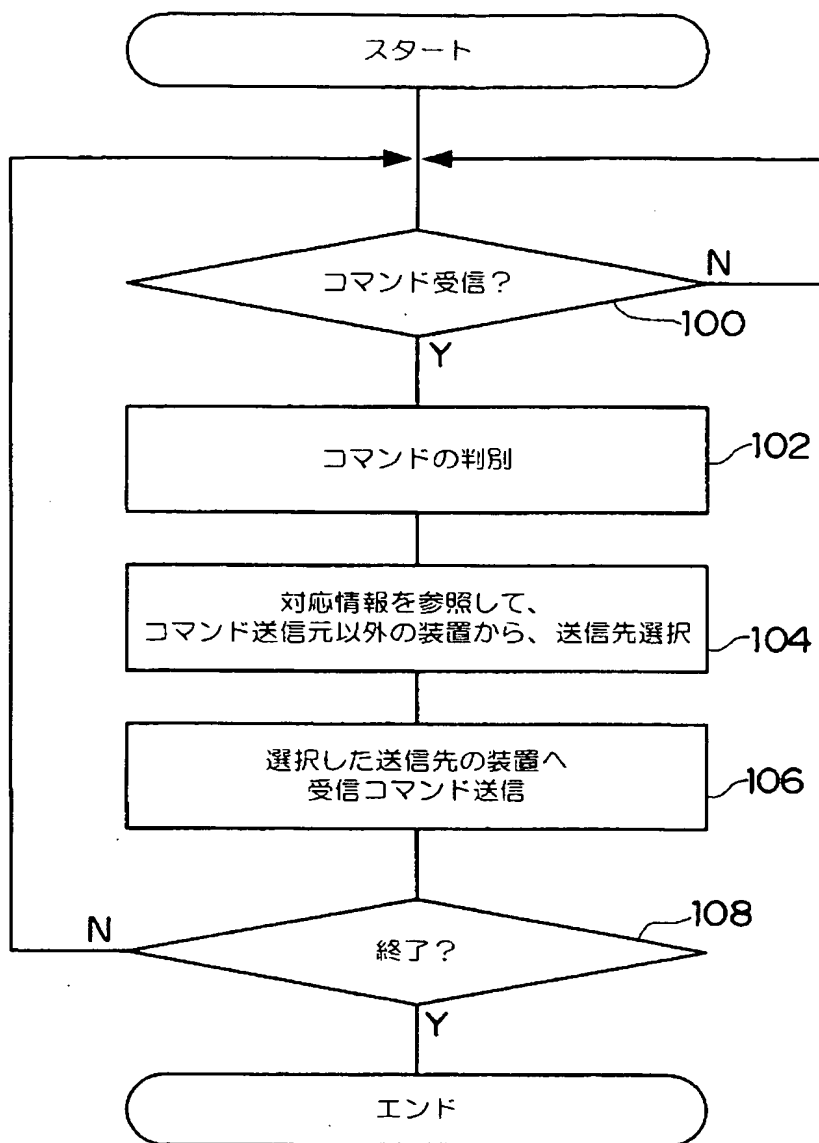 スタート
コマンド受信?
N
100
Y
コマンドの判別
102
対応情報を参照して、
コマンド送信元以外の装置から、送信先選択
104
選択した送信先の装置へ
受信コマンド送信
106
N
108
終了?
Y
エンド